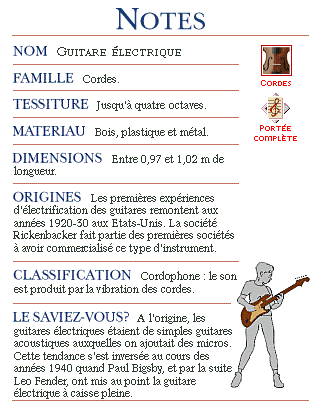 NOTES
NOM Guitare électrique
FAMILLE Cordes.
Cordes
TESSITURE Jusqu'à quatre octaves.
MATERIAU Bois, plastique et métal.
Portée
complète
DIMENSIONS Entre 0,97 et 1,02 m de
longueur.
ORIGINES Les premières expériences
d'électrification des guitares remontent aux
années 1920-30 aux Etats-Unis. La société
Rickenbacker fait partie des premières sociétés
à avoir commercialisé ce type d'instrument.
CLASSIFICATION Cordophone : le son
est produit par la vibration des cordes.
LE SAVIEZ-VOUS? A l'origine, les
guitares électriques étaient de simples guitares
acoustiques auxquelles on ajoutait des micros.
Cette tendance s'est inversée au cours des
années 1940 quand Paul Bigsby, et par la suite
Leo Fender, ont mis au point la guitare
électrique à caisse pleine.